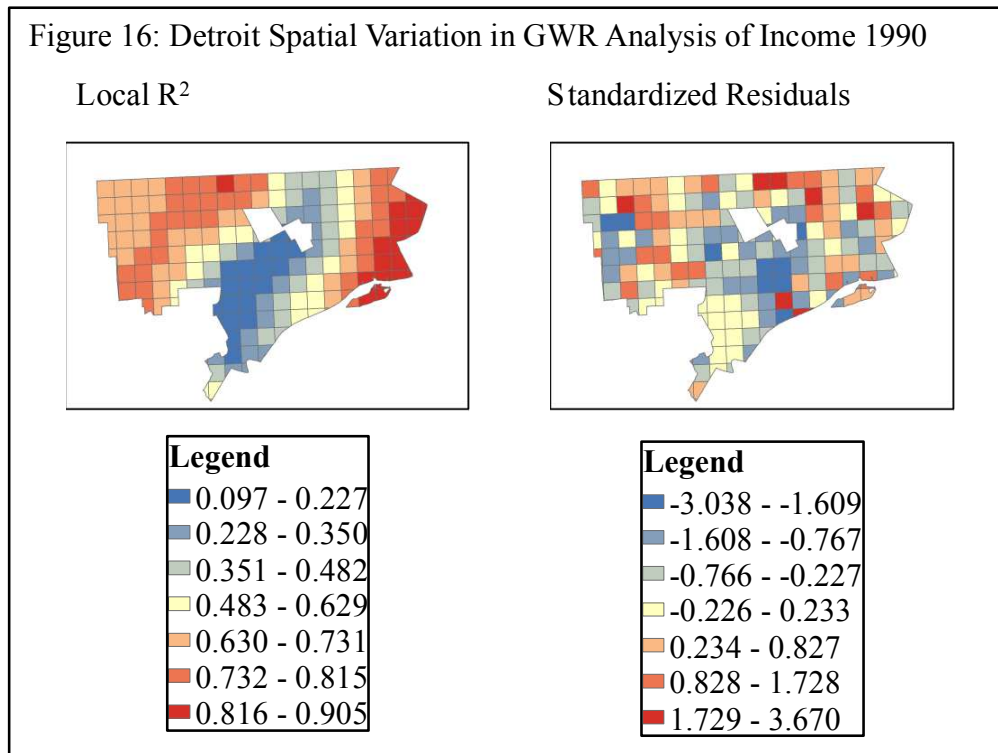 Figure 16: Detroit Spatial Variation in GWR Analysis of Income 1990
Local R²
Standardized Residuals
Legend
0.097 - 0.227
0.228 - 0.350
0.351 - 0.482
0.483 - 0.629
0.630 - 0.731
0.732 - 0.815
0.816 - 0.905
Legend
-3.038 - -1.609
-1.608 - -0.767
-0.766 - -0.227
-0.226 - 0.233
0.234 - 0.827
0.828 - 1.728
1.729 - 3.670